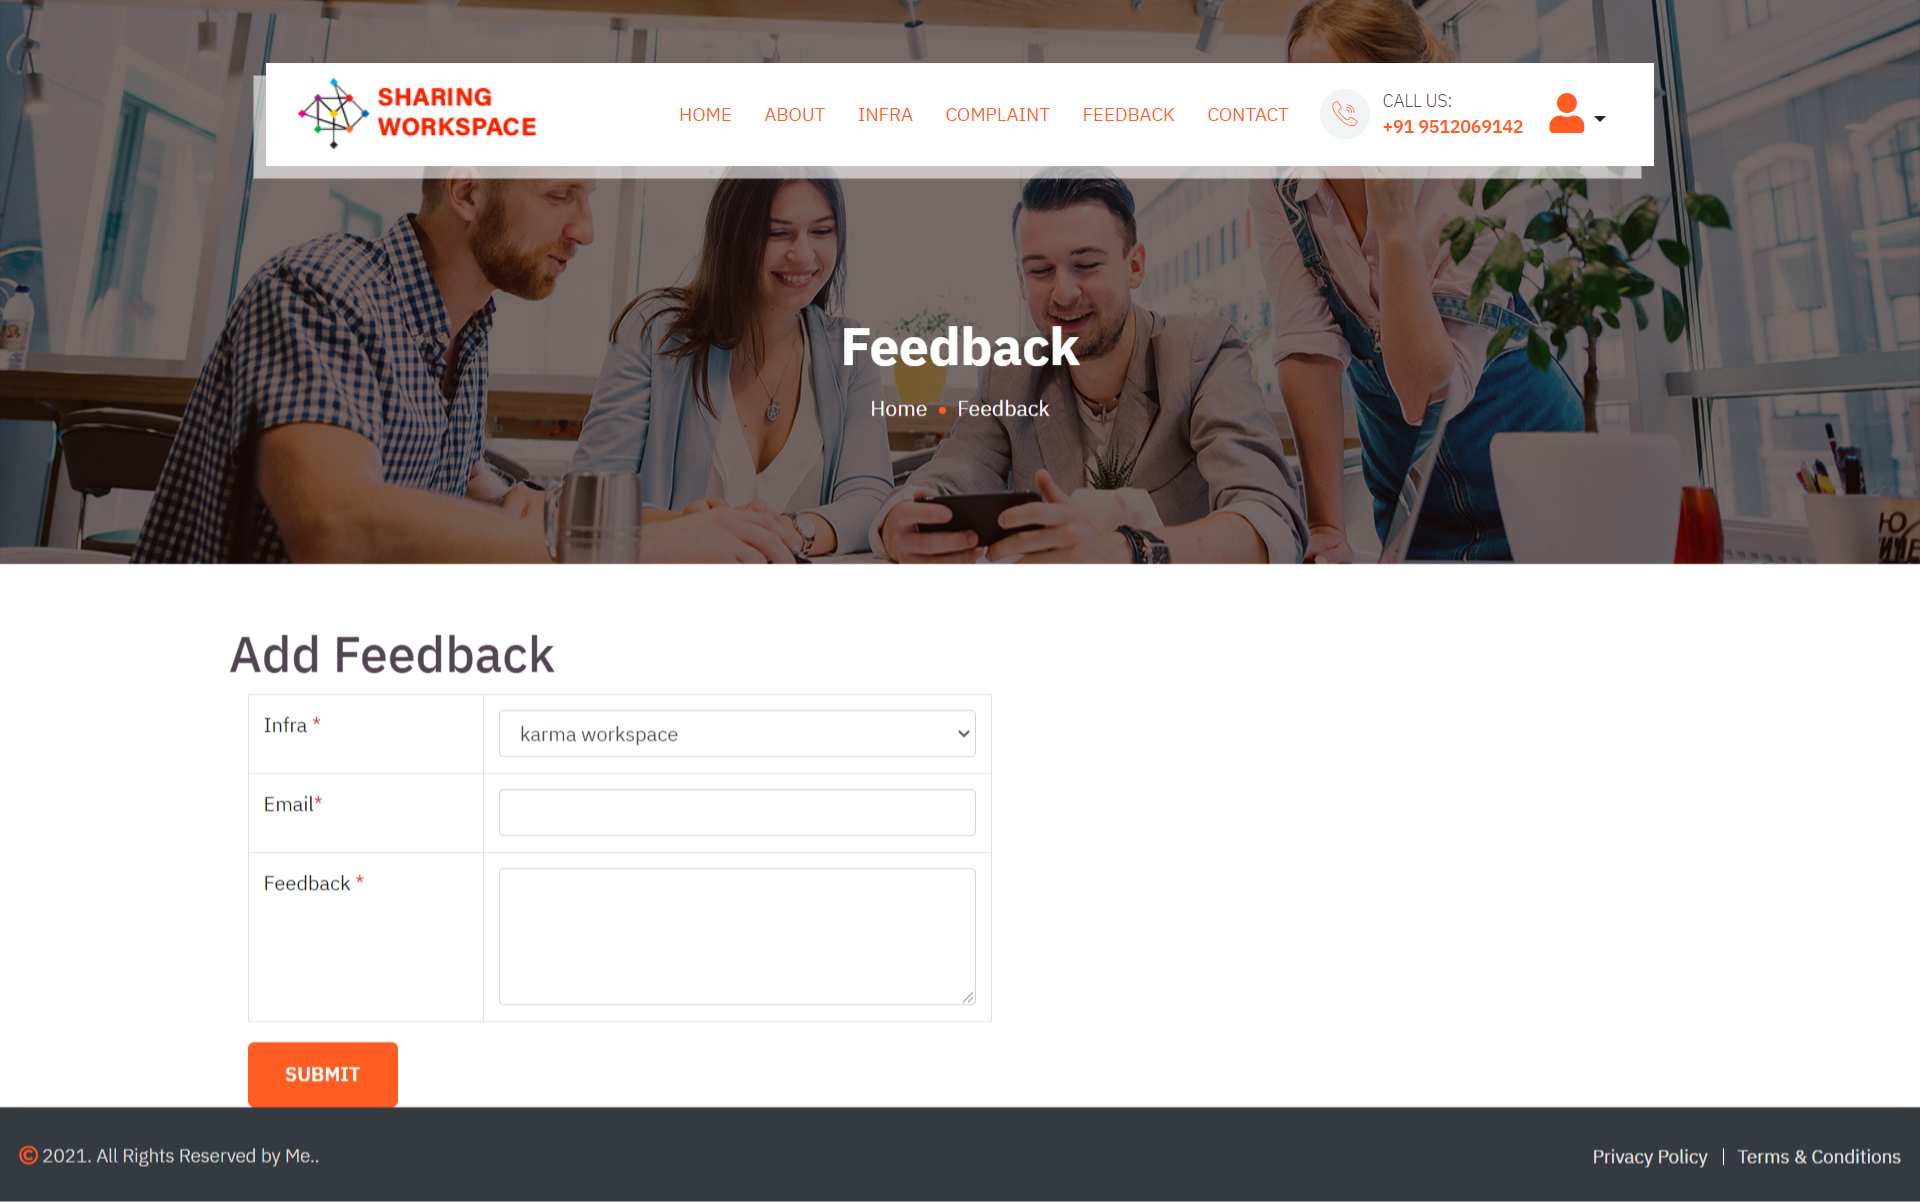 SHARING
WORKSPACE
HOME ABOUT INFRA COMPLAINT FEEDBACK CONTACT
CALL US:
+91 9512069142
Feedback
Home Feedback
Add Feedback
Infra *
karma workspace
Email*
Feedback *
SUBMIT
© 2021. All Rights Reserved by Me..
Privacy Policy | Terms & Conditions